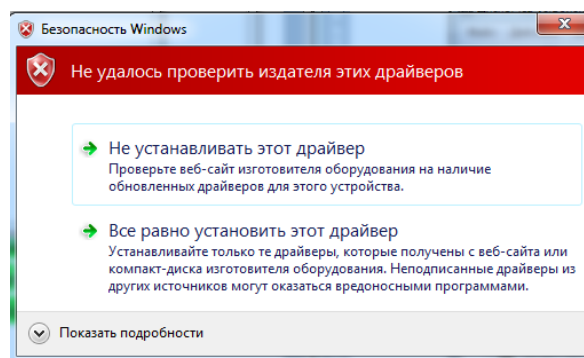 Безопасность Windows
Не удалось проверить издателя этих драйверов
Не устанавливать этот драйвер
Проверьте веб-сайт изготовителя оборудования на наличие
обновленных драйверов для этого устройства.
Все равно установить этот драйвер
Устанавливайте только те драйверы, которые получены с веб-сайта или
компакт-диска изготовителя оборудования. Неподписанные драйверы из
других источников могут оказаться вредоносными программами.
Показать подробности